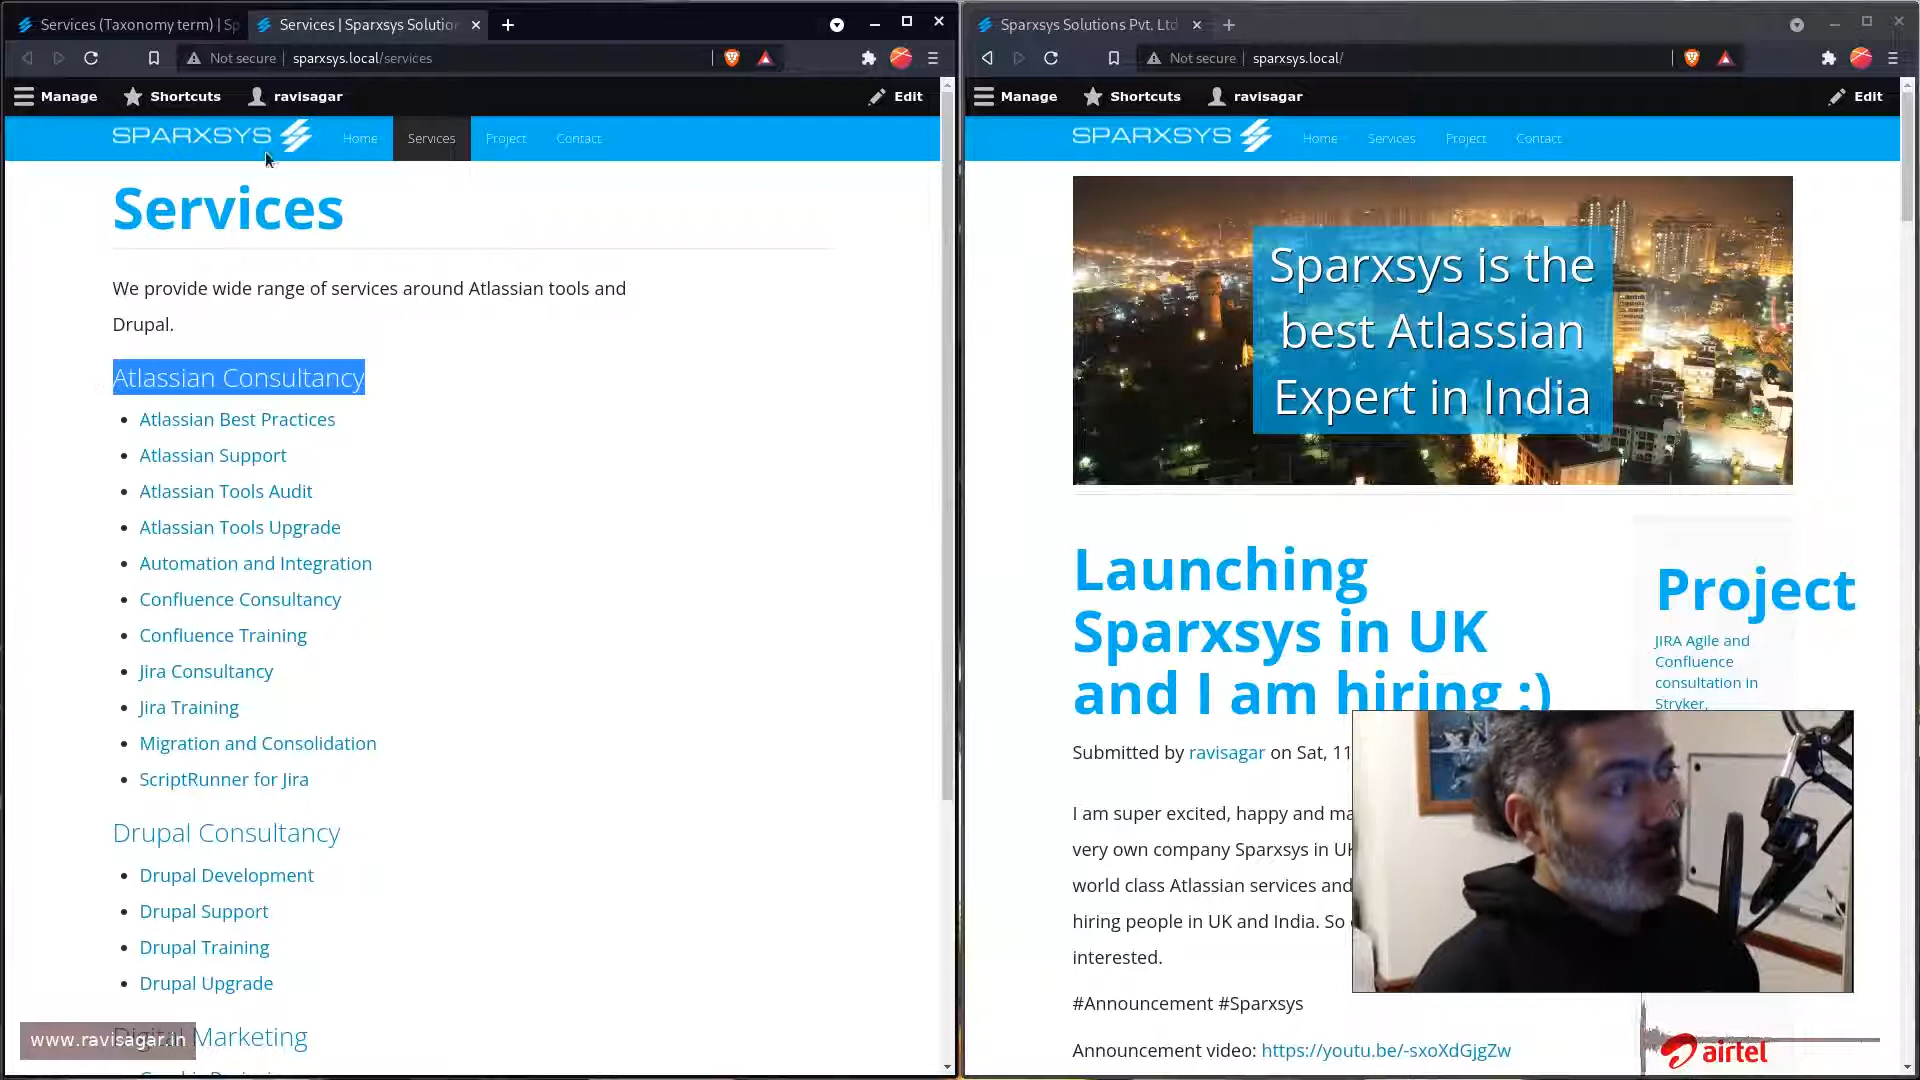 Services (Taxonomy term) | Sp
Services | Sparxsys Solutio
Not secure
sparxsys.local/services
Manage
Shortcuts
ravisagar
Edit
SPARXSYS
Home
Services
Project
Contact
Services
We provide wide range of services around Atlassian tools and
Drupal.
Atlassian Consultancy
Atlassian Best Practices
Atlassian Support
Atlassian Tools Audit
Atlassian Tools Upgrade
Automation and Integration
Confluence Consultancy
Confluence Training
Jira Consultancy
Jira Training
Migration and Consolidation
ScriptRunner for Jira
Drupal Consultancy
Drupal Development
Drupal Support
Drupal Training
Drupal Upgrade
Digital Marketing
www.ravisagar.in
Sparxsys Solutions Pvt. Ltd
Not secure
sparxsys.local/
Manage
Shortcuts
ravisagar
Edit
SPARXSYS
Home
Services
Project
Contact
Sparxsys is the
best Atlassian
Expert in India
Launching
Sparxsys in UK
and I am hiring :)
Submitted by ravisagar on Sat, 11
I am super excited, happy and ma
very own company Sparxsys in UK
world class Atlassian services and
hiring people in UK and India. So
interested.
#Announcement #Sparxsys
Announcement video: https://youtu.be/-sxoXdGjgZw
Project
JIRA Agile and
Confluence
consultation in
Stryker,
airtel